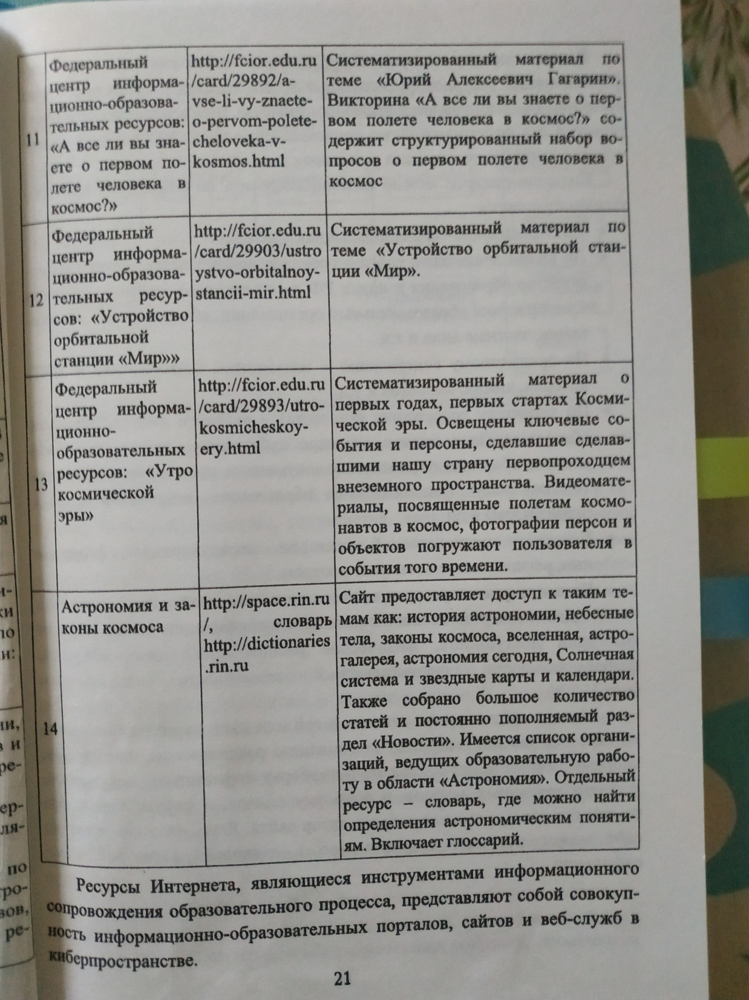 11
Федеральный
центр информа-
ционно-образова-
тельных ресурсов:
«А все ли вы зна-
ете о первом по-
лете человека в
космос?»
http://fcior.edu.ru
/card/29892/a-
vse-li-vy-znaete-
o-pervom-polete-
cheloveka-v-
kosmos.html
Систематизированный материал по
теме «Юрий Алексеевич Гагарин».
Викторина «А все ли вы знаете о пер-
вом полете человека в космос?» со-
держит структурированный набор во-
просов о первом полете человека в
космос
12
Федеральный
центр информа-
ционно-образова-
тельных ресур-
сов: «Устройство
орбитальной
станции «Мир»»
http://fcior.edu.ru
/card/29903/ustro
ystvo-orbitalnoy-
stancii-mir.html
Систематизированный материал по
теме «Устройство орбитальной стан-
ции «Мир».
13
Федеральный
центр информа-
ционно-
образовательных
ресурсов: «Утро
космической
эры»
http://fcior.edu.ru
/card/29893/utro-
kosmicheskoy-
ery.html
Систематизированный материал о
первых годах, первых стартах Косми-
ческой эры. Освещены ключевые со-
бытия и персоны, сделавшие сделав-
шими нашу страну первопроходцем
внеземного пространства. Видеомате-
риалы, посвященные полетам космо-
навтов в космос, фотографии персон и
объектов погружают пользователя в
события того времени.
14
Астрономия и за-
коны космоса
http://space.rin.ru
/, словарь
http://dictionaries
.rin.ru
Сайт предоставляет доступ к таким те-
мам как: история астрономии, небесные
тела, законы космоса, вселенная, астро-
галерея, астрономия сегодня, Солнечная
система и звездные карты и календари.
Также собрано большое количество
статей и постоянно пополняемый раз-
дел «Новости». Имеется список органи-
заций, ведущих образовательную рабо-
ту в области «Астрономия». Отдельный
ресурс – словарь, где можно найти
определения астрономическим поняти-
ям. Включает глоссарий.
Ресурсы Интернета, являющиеся инструментами информационного
сопровождения образовательного процесса, представляют собой совокуп-
ность информационно-образовательных порталов, сайтов и веб-служб в
киберпространстве.
21